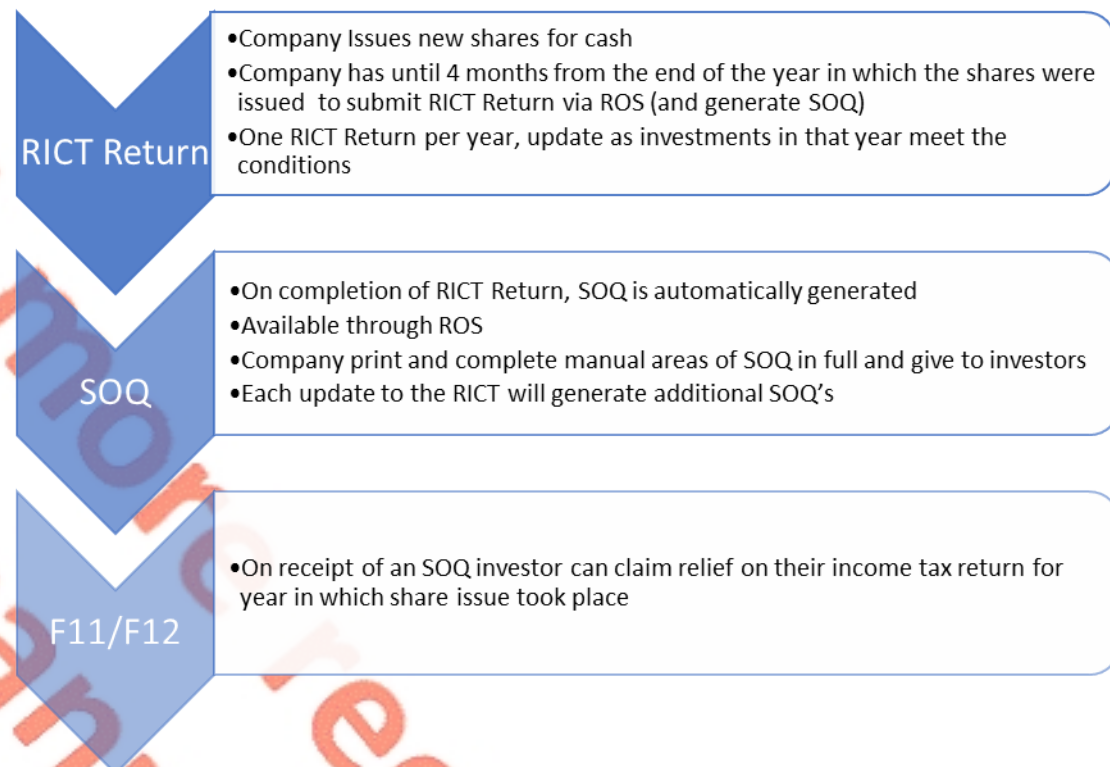 RICT Return
•Company Issues new shares for cash
•Company has until 4 months from the end of the year in which the shares were
issued to submit RICT Return via ROS (and generate SOQ)
•One RICT Return per year, update as investments in that year meet the
conditions
SOQ
•On completion of RICT Return, SOQ is automatically generated
•Available through ROS
•Company print and complete manual areas of SOQ in full and give to investors
•Each update to the RICT will generate additional SOQ's
F11/F12
•On receipt of an SOQ investor can claim relief on their income tax return for
year in which share issue took place
more re